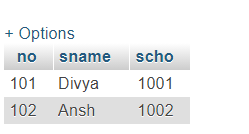 + Options
no sname scho
101 Divya 1001
102 Ansh 1002